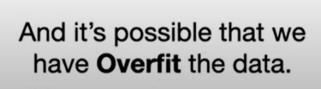 And it's possible that we
have Overfit the data.